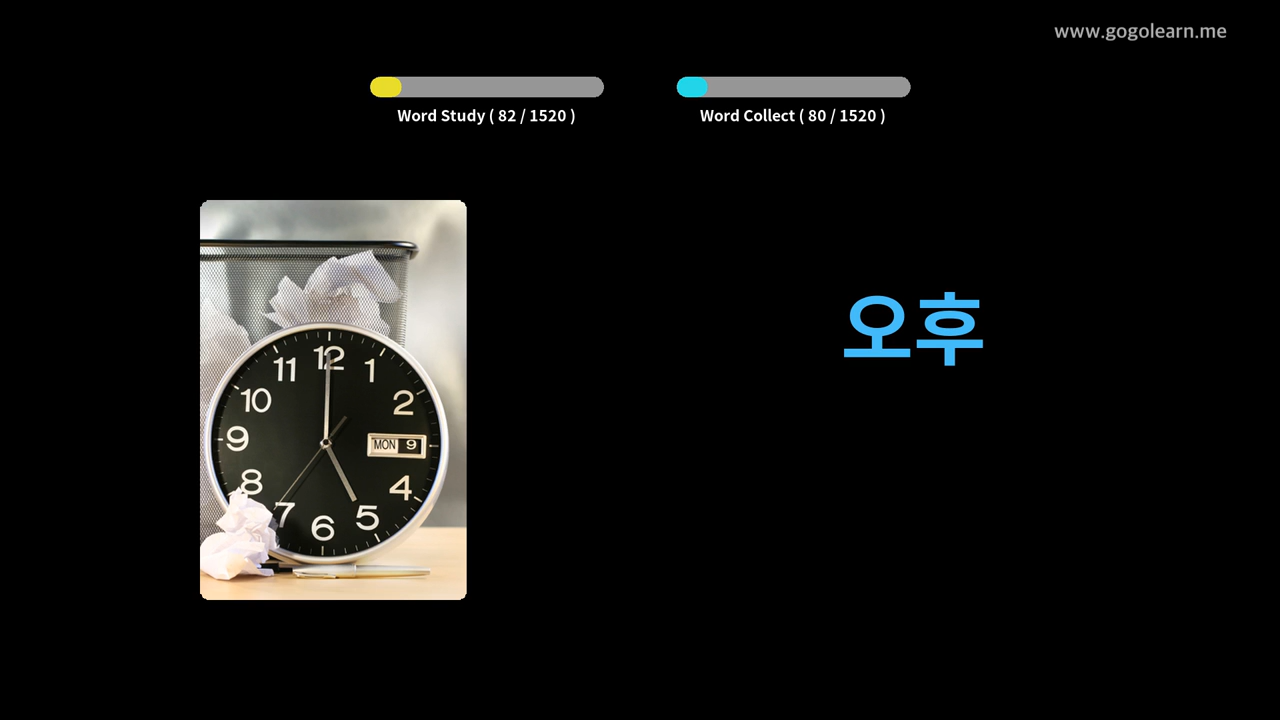 www.gogolearn.me
Word Study ( 82 / 1520 )
Word Collect ( 80 / 1520 )
오후
12
1
2
MON 9
4
5
6
7
8
9
10
11